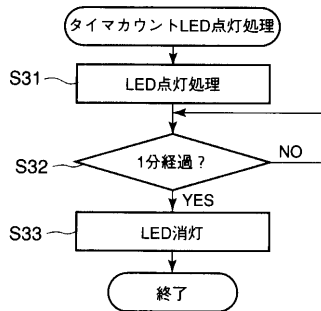 タイマカウントLED点灯処理
S31
LED点灯処理
S32
1分経過？
NO
YES
S33
LED消灯
終了